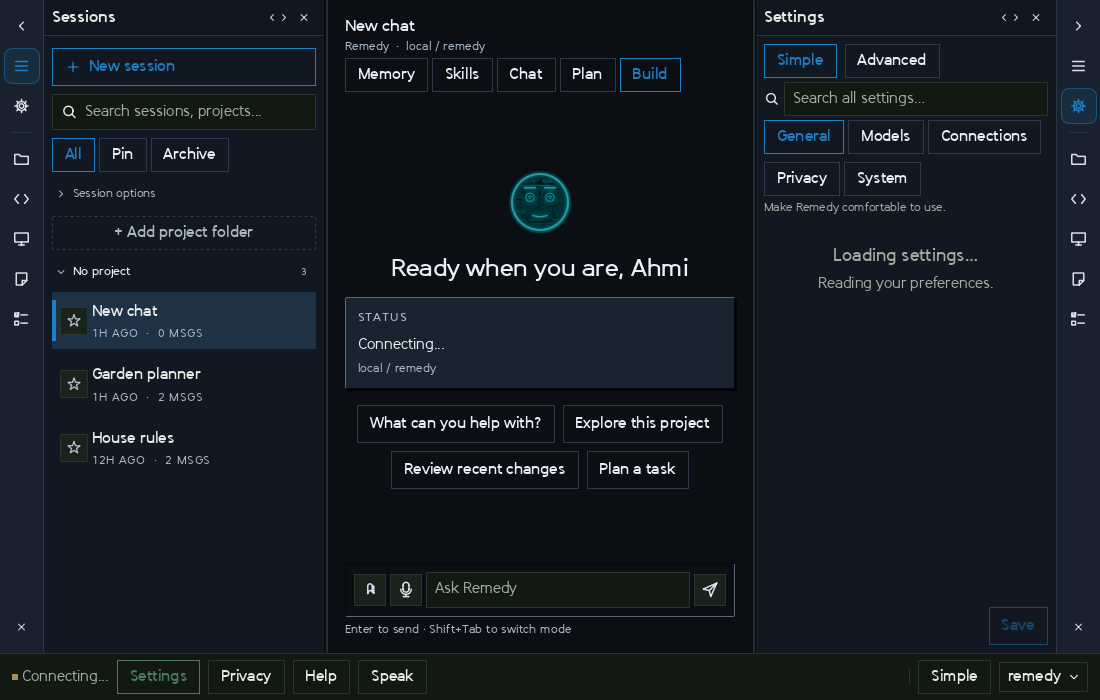 Sessions
+ New session
Search sessions, projects...
All
Pin
Archive
Session options
+ Add project folder
No project
3
New chat
1H AGO · 0 MSGS
Garden planner
1H AGO · 2 MSGS
House rules
12H AGO · 2 MSGS
New chat
Remedy · local / remedy
Memory
Skills
Chat
Plan
Build
Ready when you are, Ahmi
STATUS
Connecting...
local / remedy
What can you help with?
Explore this project
Review recent changes
Plan a task
Ask Remedy
Enter to send · Shift+Tab to switch mode
Settings
Simple
Advanced
Search all settings...
General
Models
Connections
Privacy
System
Make Remedy comfortable to use.
Loading settings...
Reading your preferences.
Save
Connecting...
Settings
Privacy
Help
Speak
Simple
remedy